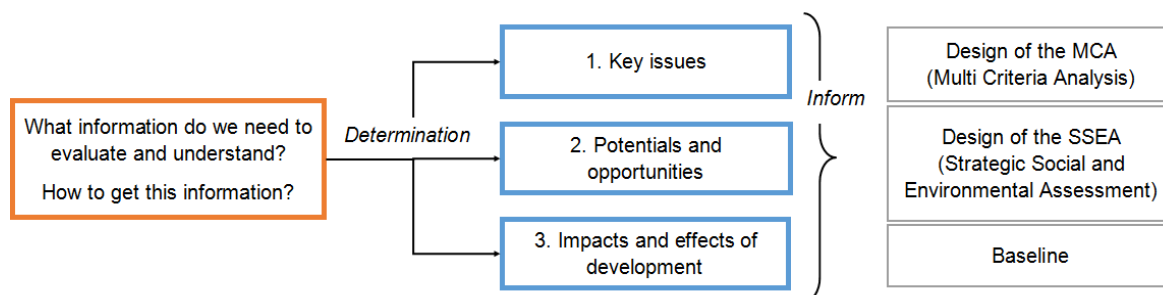 What information do we need to
evaluate and understand?
How to get this information?
Determination
1. Key issues
2. Potentials and
opportunities
3. Impacts and effects of
development
Inform
Design of the MCA
(Multi Criteria Analysis)
Design of the SSEA
(Strategic Social and
Environmental Assessment)
Baseline